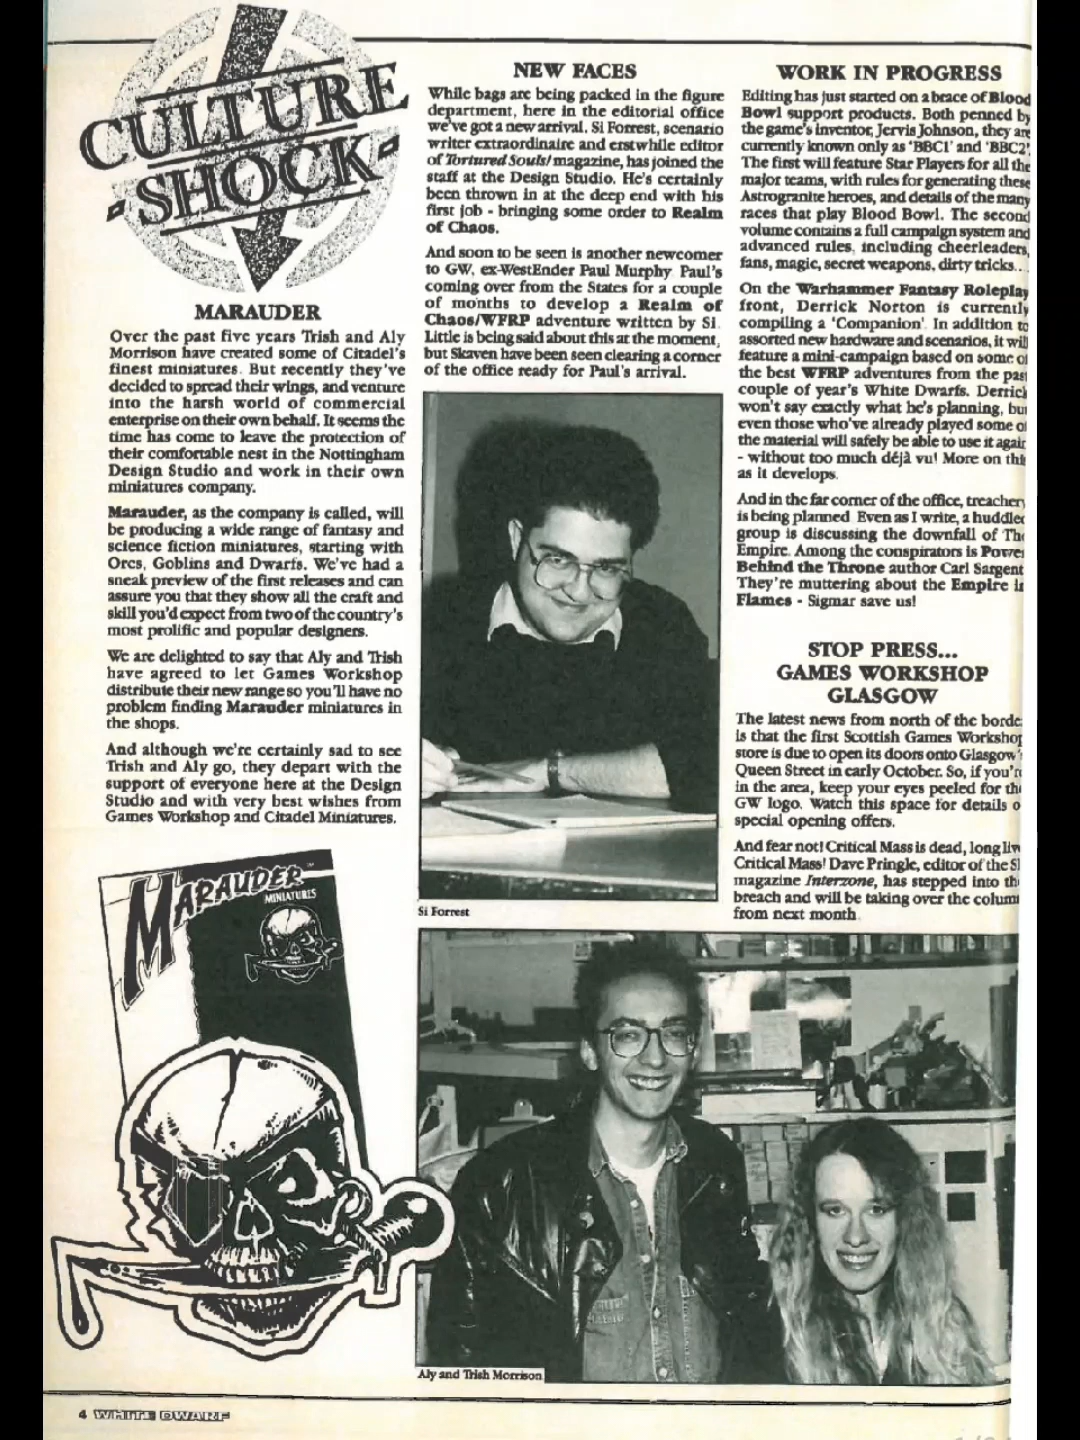 CULTURE
SHOCK
MARAUDER
Over the past five years Trish and Aly
Morrison have created some of Citadel's
finest miniatures. But recently they've
decided to spread their wings, and venture
into the harsh world of commercial
enterprise on their own behalf. It seems the
time has come to leave the protection of
their comfortable nest in the Nottingham
Design Studio and work in their own
miniatures company.
Marauder, as the company is called, will
be producing a wide range of fantasy and
science fiction miniatures, starting with
Orcs, Goblins and Dwarfs. We've had a
sneak preview of the first releases and can
assure you that they show all the craft and
skill you'd expect from two of the country's
most prolific and popular designers.
We are delighted to say that Aly and Trish
have agreed to let Games Workshop
distribute their new range so you'll have no
problem finding Marauder miniatures in
the shops.
And although we're certainly sad to see
Trish and Aly go, they depart with the
support of everyone here at the Design
Studio and with very best wishes from
Games Workshop and Citadel Miniatures.
MARAUDER
MINIATURES
NEW FACES
While bags are being packed in the figure
department, here in the editorial office
we've got a new arrival. Si Forrest, scenario
writer extraordinaire and erstwhile editor
of Tortured Souls! magazine, has joined the
staff at the Design Studio. He's certainly
been thrown in at the deep end with his
first job - bringing some order to Realm
of Chaos.
And soon to be seen is another newcomer
to GW, ex-WestEnder Paul Murphy. Paul's
coming over from the States for a couple
of months to develop a Realm of
Chaos/WFRP adventure written by Si.
Little is being said about this at the moment,
but Skaven have been seen clearing a corner
of the office ready for Paul's arrival.
Si Forrest
Aly and Trish Morrison
WORK IN PROGRESS
Editing has just started on a brace of Blood
Bowl support products. Both penned by
the game's inventor, Jervis Johnson, they are
currently known only as 'BBC1' and 'BBC2'.
The first will feature Star Players for all the
major teams, with rules for generating these
Astrogranite heroes, and details of the many
races that play Blood Bowl. The second
volume contains a full campaign system and
advanced rules, including cheerleaders,
fans, magic, secret weapons, dirty tricks...
On the Warhammer Fantasy Roleplay
front, Derrick Norton is currently
compiling a 'Companion'. In addition to
assorted new hardware and scenarios, it will
feature a mini-campaign based on some of
the best WFRP adventures from the past
couple of year's White Dwarfs. Derrick
won't say exactly what he's planning, but
even those who've already played some of
the material will safely be able to use it again
- without too much déjà vu! More on this
as it develops.
And in the far corner of the office, treachery
is being planned. Even as I write, a huddled
group is discussing the downfall of The
Empire. Among the conspirators is Power
Behind the Throne author Carl Sargent
They're muttering about the Empire in
Flames - Sigmar save us!
STOP PRESS...
GAMES WORKSHOP
GLASGOW
The latest news from north of the borde
is that the first Scottish Games Workshop
store is due to open its doors onto Glasgow's
Queen Street in early October. So, if you're
in the area, keep your eyes peeled for the
GW logo. Watch this space for details o
special opening offers.
And fear not! Critical Mass is dead, long live
Critical Mass! Dave Pringle, editor of the S
magazine Interzone, has stepped into the
breach and will be taking over the column
from next month.
4 WHITE DWARF